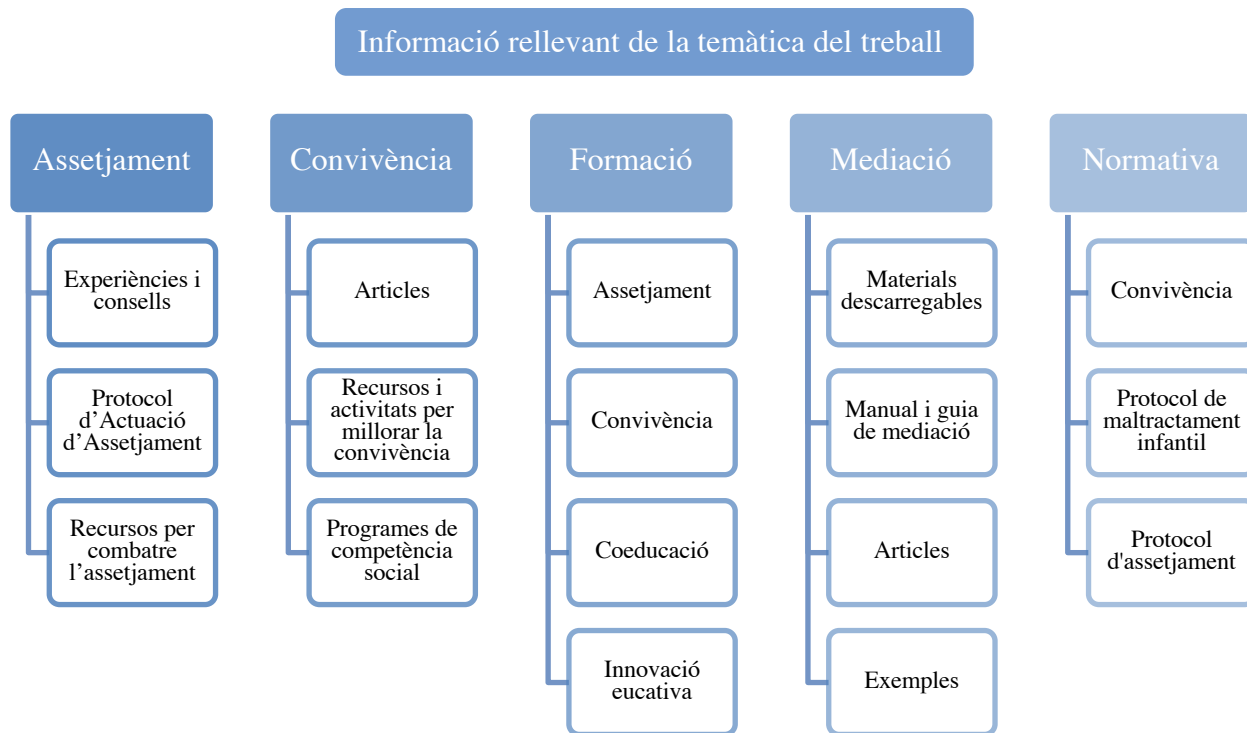 Informació rellevant de la temàtica del treball
Assetjament
Experiències i
consells
Protocol
d’Actuació
d’Assetjament
Recursos per
combatre
l’assetjament
Convivència
Articles
Recursos i
activitats per
millorar la
convivència
Programes de
competència
social
Formació
Assetjament
Convivència
Coeducació
Innovació
eucativa
Mediació
Materials
descarregables
Manual i guia
de mediació
Articles
Exemples
Normativa
Convivència
Protocol de
maltractament
infantil
Protocol
d'assetjament